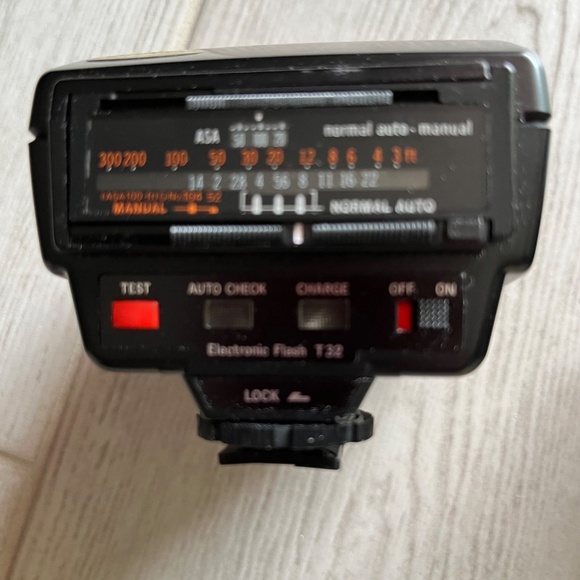 ASA
normal auto-manual
300 200 100 50 30 20 12 8 6 4 3 ft
1.4 2 2.8 4 5.6 8 11 16 22
MANUAL
NORMAL AUTO
TEST AUTO CHECK CHARGE OFF ON
Electronic Flash T32
LOCK